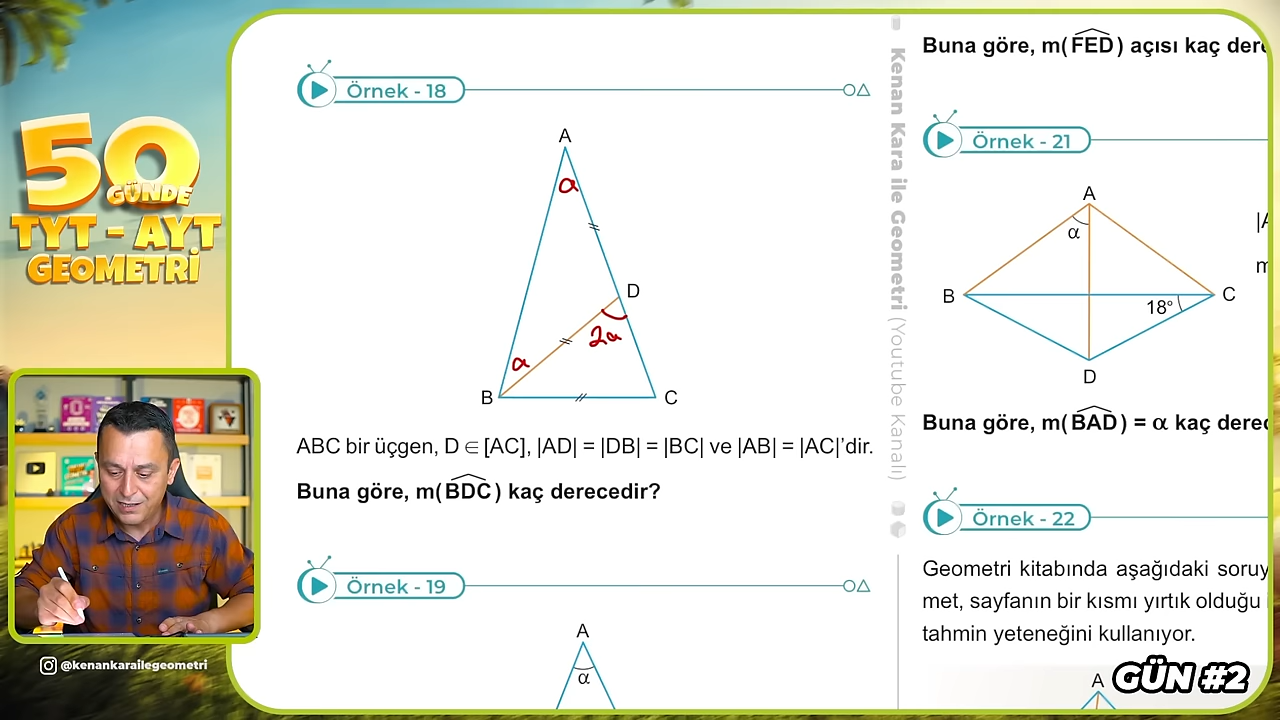 50
GÜNDE
TYT - AYT
GEOMETRİ
@kenankarailegeometri
Örnek - 18
A
α
D
2α
α
B
C
ABC bir üçgen, D ∈ [AC], |AD| = |DB| = |BC| ve |AB| = |AC|'dir.
Buna göre, m(BDC) kaç derecedir?
Örnek - 19
A
α
Kenan Kara ile Geometri (Youtube Kanalı)
Buna göre, m(FED) açısı kaç dere
Örnek - 21
A
α
B
C
18°
D
|A
m
Buna göre, m(BAD) = α kaç derec
Örnek - 22
Geometri kitabında aşağıdaki soruy
met, sayfanın bir kısmı yırtık olduğu
tahmin yeteneğini kullanıyor.
A
GÜN #2